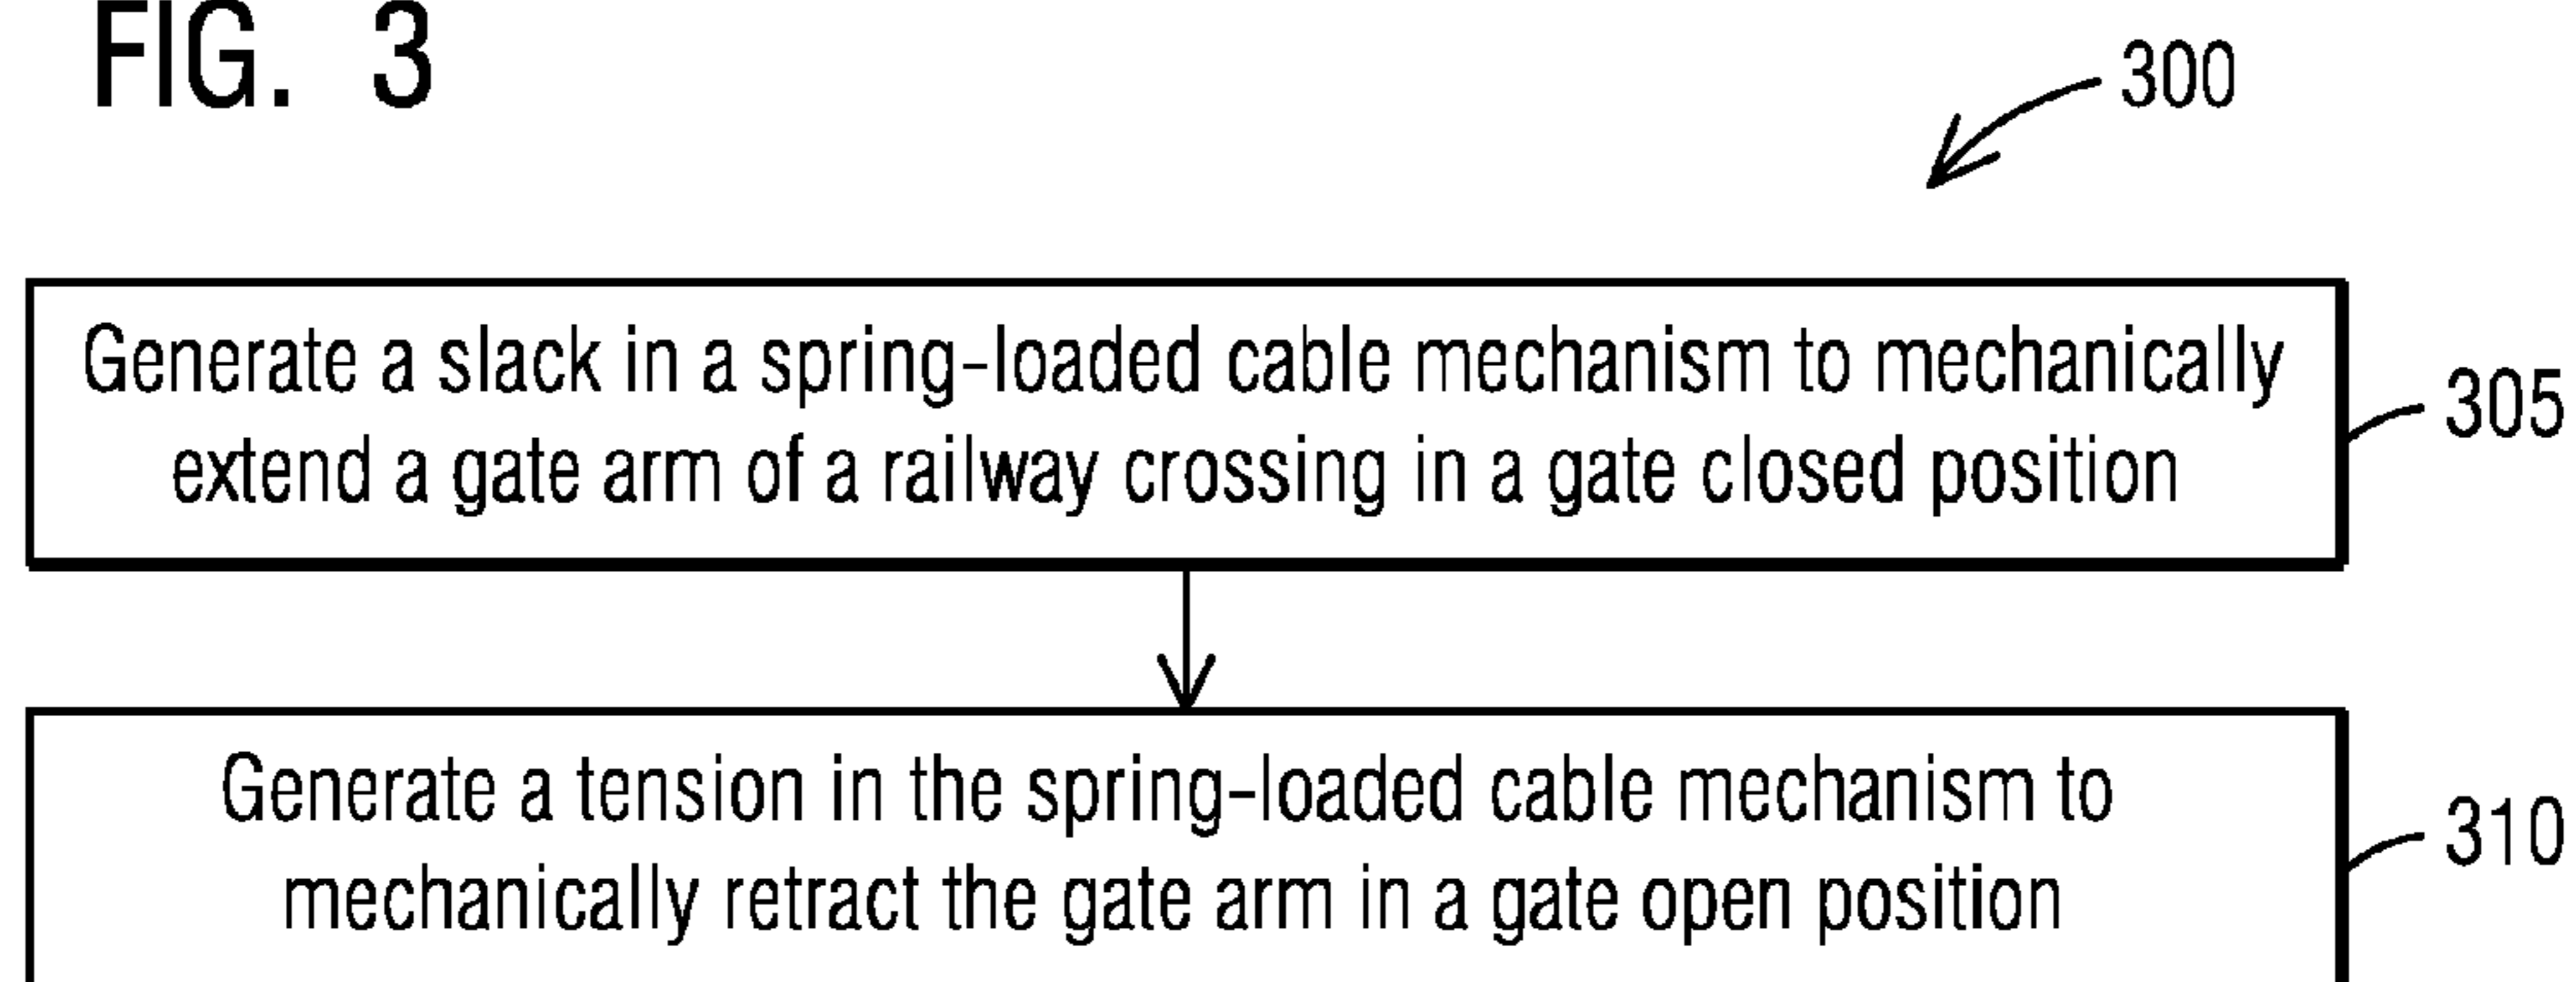 FIG. 3
300
Generate a slack in a spring-loaded cable mechanism to mechanically
extend a gate arm of a railway crossing in a gate closed position
305
Generate a tension in the spring-loaded cable mechanism to
mechanically retract the gate arm in a gate open position
310